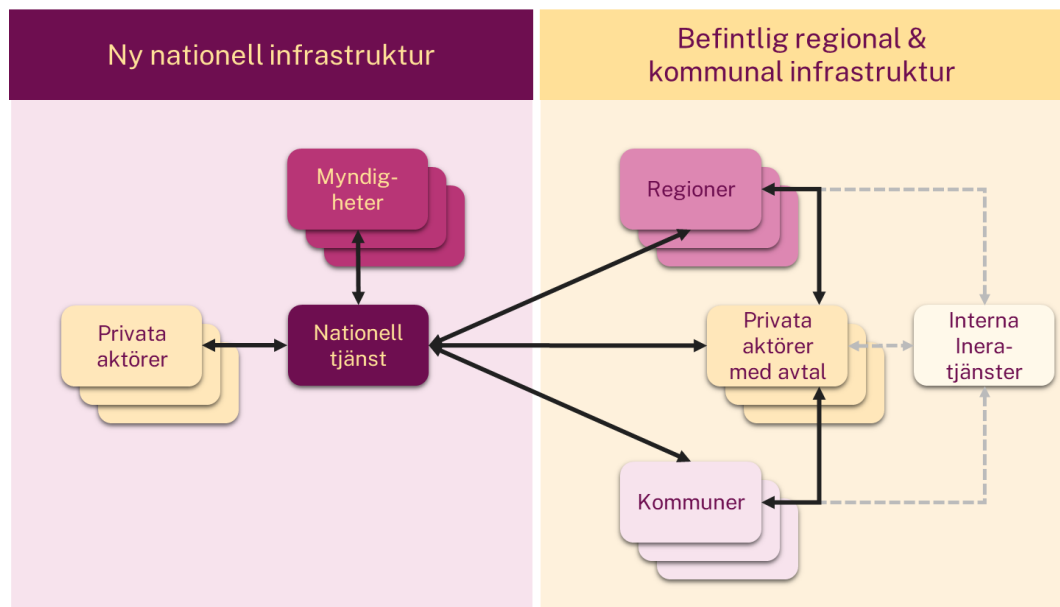 Ny nationell infrastruktur
Befintlig regional &
kommunal infrastruktur
Myndig-
heter
Regioner
Privata
aktörer
Nationell
tjänst
Privata
aktörer
med avtal
Interna
Inera-
tjänster
Kommuner